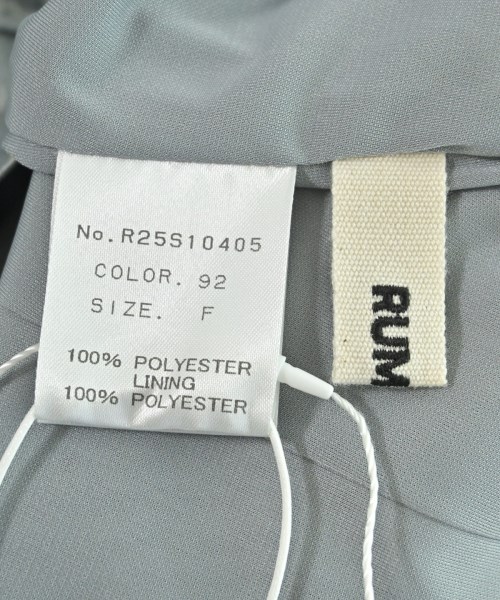 No. R25S10405
COLOR. 92
SIZE. F
100% POLYESTER
LINING
100% POLYESTER
RUM